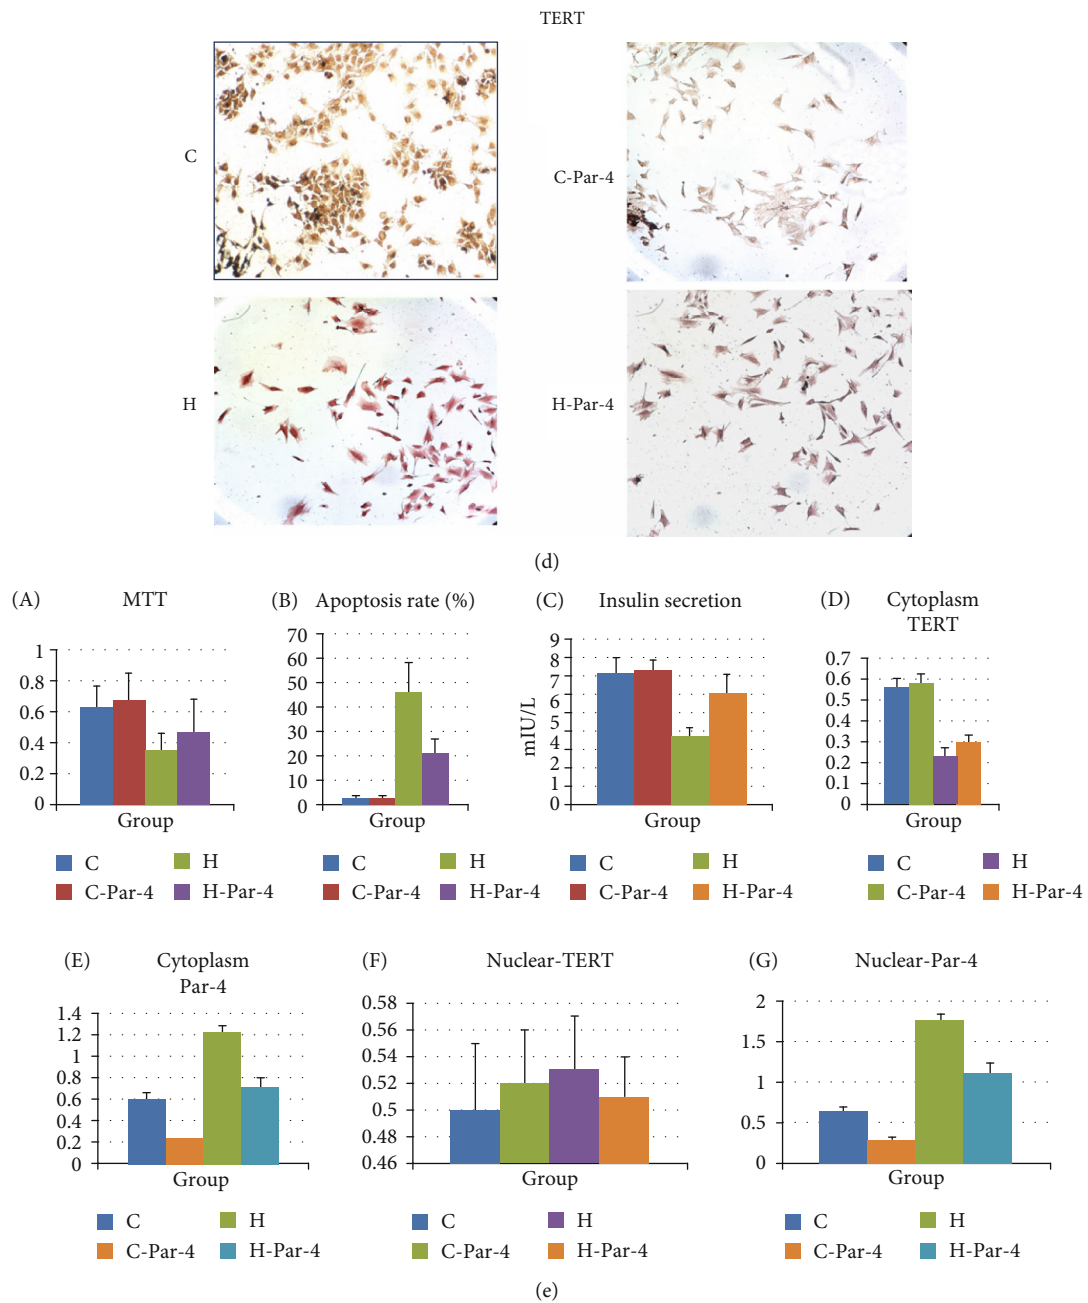 TERT
C
C-Par-4
H
H-Par-4
(d)
(A) MTT
1
0.8
0.6
0.4
0.2
0
Group
C H
C-Par-4 H-Par-4
(B) Apoptosis rate (%)
70
60
50
40
30
20
10
0
Group
C H
C-Par-4 H-Par-4
(C) Insulin secretion
mIU/L
9
8
7
6
5
4
3
2
1
0
Group
C H
C-Par-4 H-Par-4
(D) Cytoplasm
TERT
0.7
0.6
0.5
0.4
0.3
0.2
0.1
0
Group
C H
C-Par-4 H-Par-4
(E) Cytoplasm
Par-4
1.4
1.2
1
0.8
0.6
0.4
0.2
0
Group
C H
C-Par-4 H-Par-4
(F) Nuclear-TERT
0.58
0.56
0.54
0.52
0.5
0.48
0.46
Group
C H
C-Par-4 H-Par-4
(G) Nuclear-Par-4
2
1.5
1
0.5
0
Group
C H
C-Par-4 H-Par-4
(e)